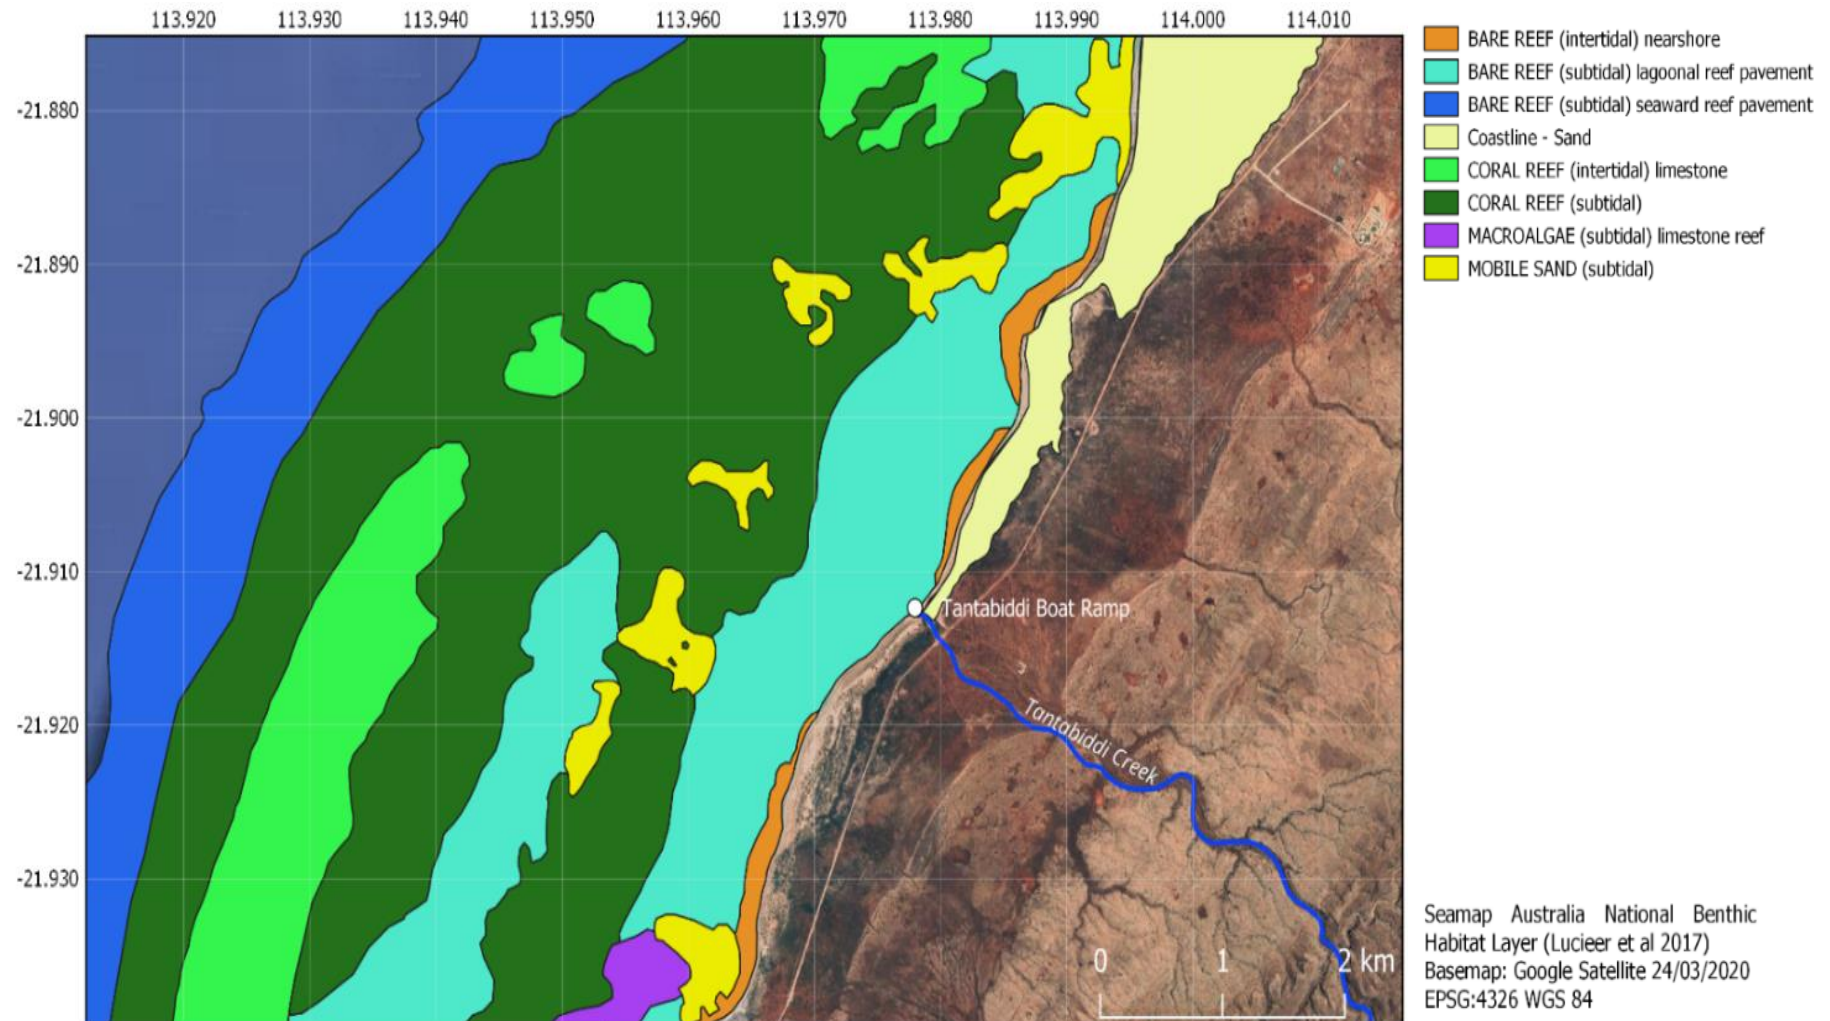 113.920 113.930 113.940 113.950 113.960 113.970 113.980 113.990 114.000 114.010
-21.880
-21.890
-21.900
-21.910
-21.920
-21.930
Tantabiddi Boat Ramp
Tantabiddi Creek
0 1 2 km
BARE REEF (intertidal) nearshore
BARE REEF (subtidal) lagoonal reef pavement
BARE REEF (subtidal) seaward reef pavement
Coastline - Sand
CORAL REEF (intertidal) limestone
CORAL REEF (subtidal)
MACROALGAE (subtidal) limestone reef
MOBILE SAND (subtidal)
Seamap Australia National Benthic
Habitat Layer (Lucieer et al 2017)
Basemap: Google Satellite 24/03/2020
EPSG:4326 WGS 84